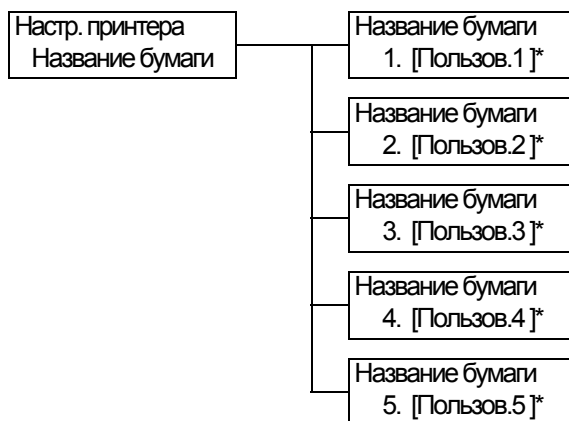 Настр. принтера
Название бумаги
Название бумаги
1. [Пользов.1 ]*
Название бумаги
2. [Пользов.2 ]*
Название бумаги
3. [Пользов.3 ]*
Название бумаги
4. [Пользов.4 ]*
Название бумаги
5. [Пользов.5 ]*